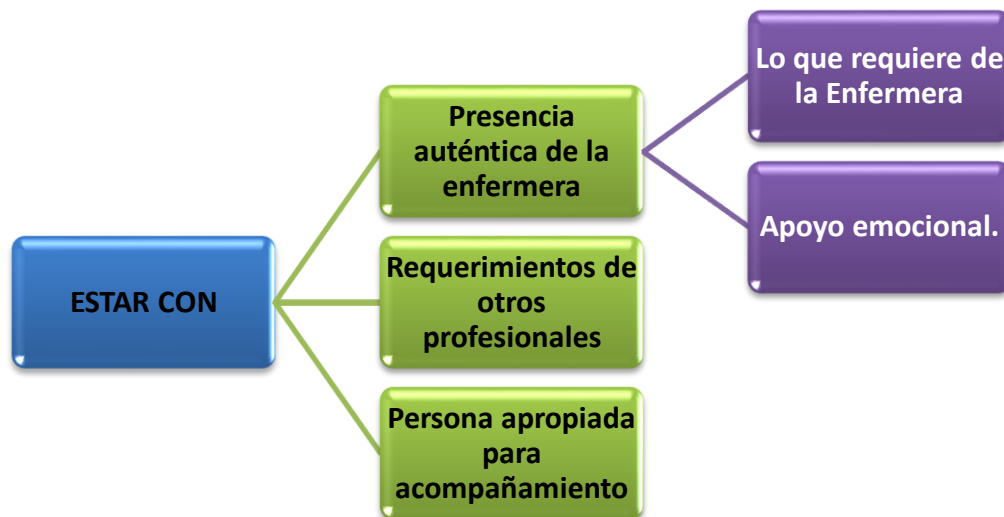 ESTAR CON
Presencia
auténtica de la
enfermera
Lo que requiere de
la Enfermera
Apoyo emocional.
Requerimientos de
otros
profesionales
Persona apropiada
para
acompañamiento